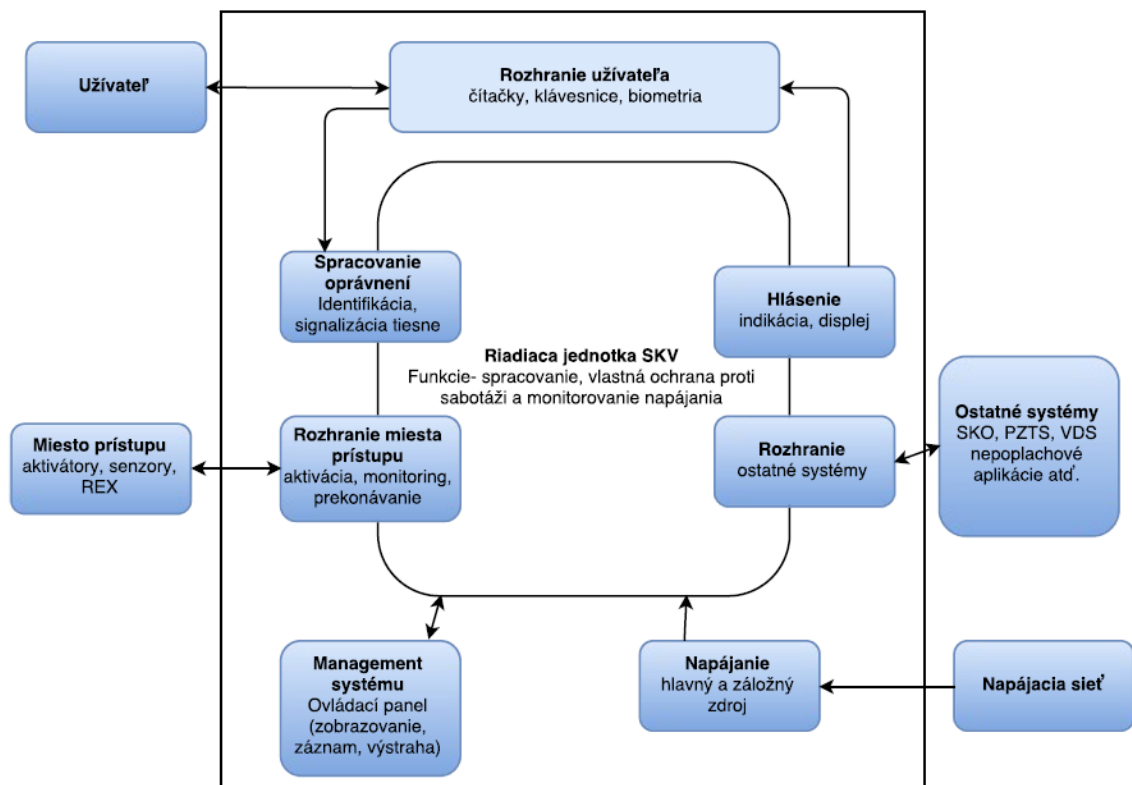 Užívateľ
Rozhranie užívateľa
čítačky, klávesnice, biometria
Spracovanie
oprávnení
Identifikácia,
signalizácia tiesne
Hlásenie
indikácia, displej
Riadiaca jednotka SKV
Funkcie- spracovanie, vlastná ochrana proti
sabotáži a monitorovanie napájania
Miesto prístupu
aktivátory, senzory,
REX
Rozhranie miesta
prístupu
aktivácia, monitoring,
prekonávanie
Rozhranie
ostatné systémy
Ostatné systémy
SKO, PZTS, VDS
nepoplachové
aplikácie atď.
Management
systému
Ovládací panel
(zobrazovanie,
záznam, výstraha)
Napájanie
hlavný a záložný
zdroj
Napájacia sieť